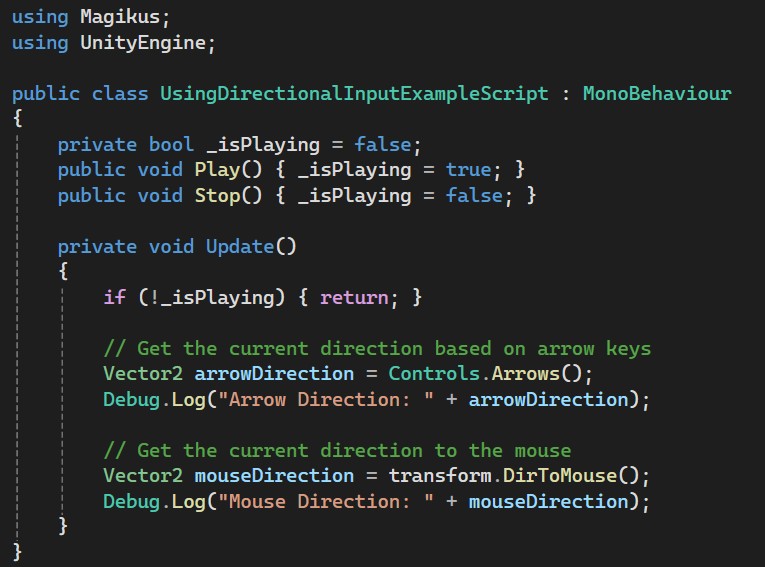 using Magikus;
using UnityEngine;

public class UsingDirectionalInputExampleScript : MonoBehaviour
{
    private bool _isPlaying = false;
    public void Play() { _isPlaying = true; }
    public void Stop() { _isPlaying = false; }

    private void Update()
    {
        if (!_isPlaying) { return; }

        // Get the current direction based on arrow keys
        Vector2 arrowDirection = Controls.Arrows();
        Debug.Log("Arrow Direction: " + arrowDirection);

        // Get the current direction to the mouse
        Vector2 mouseDirection = transform.DirToMouse();
        Debug.Log("Mouse Direction: " + mouseDirection);
    }
}